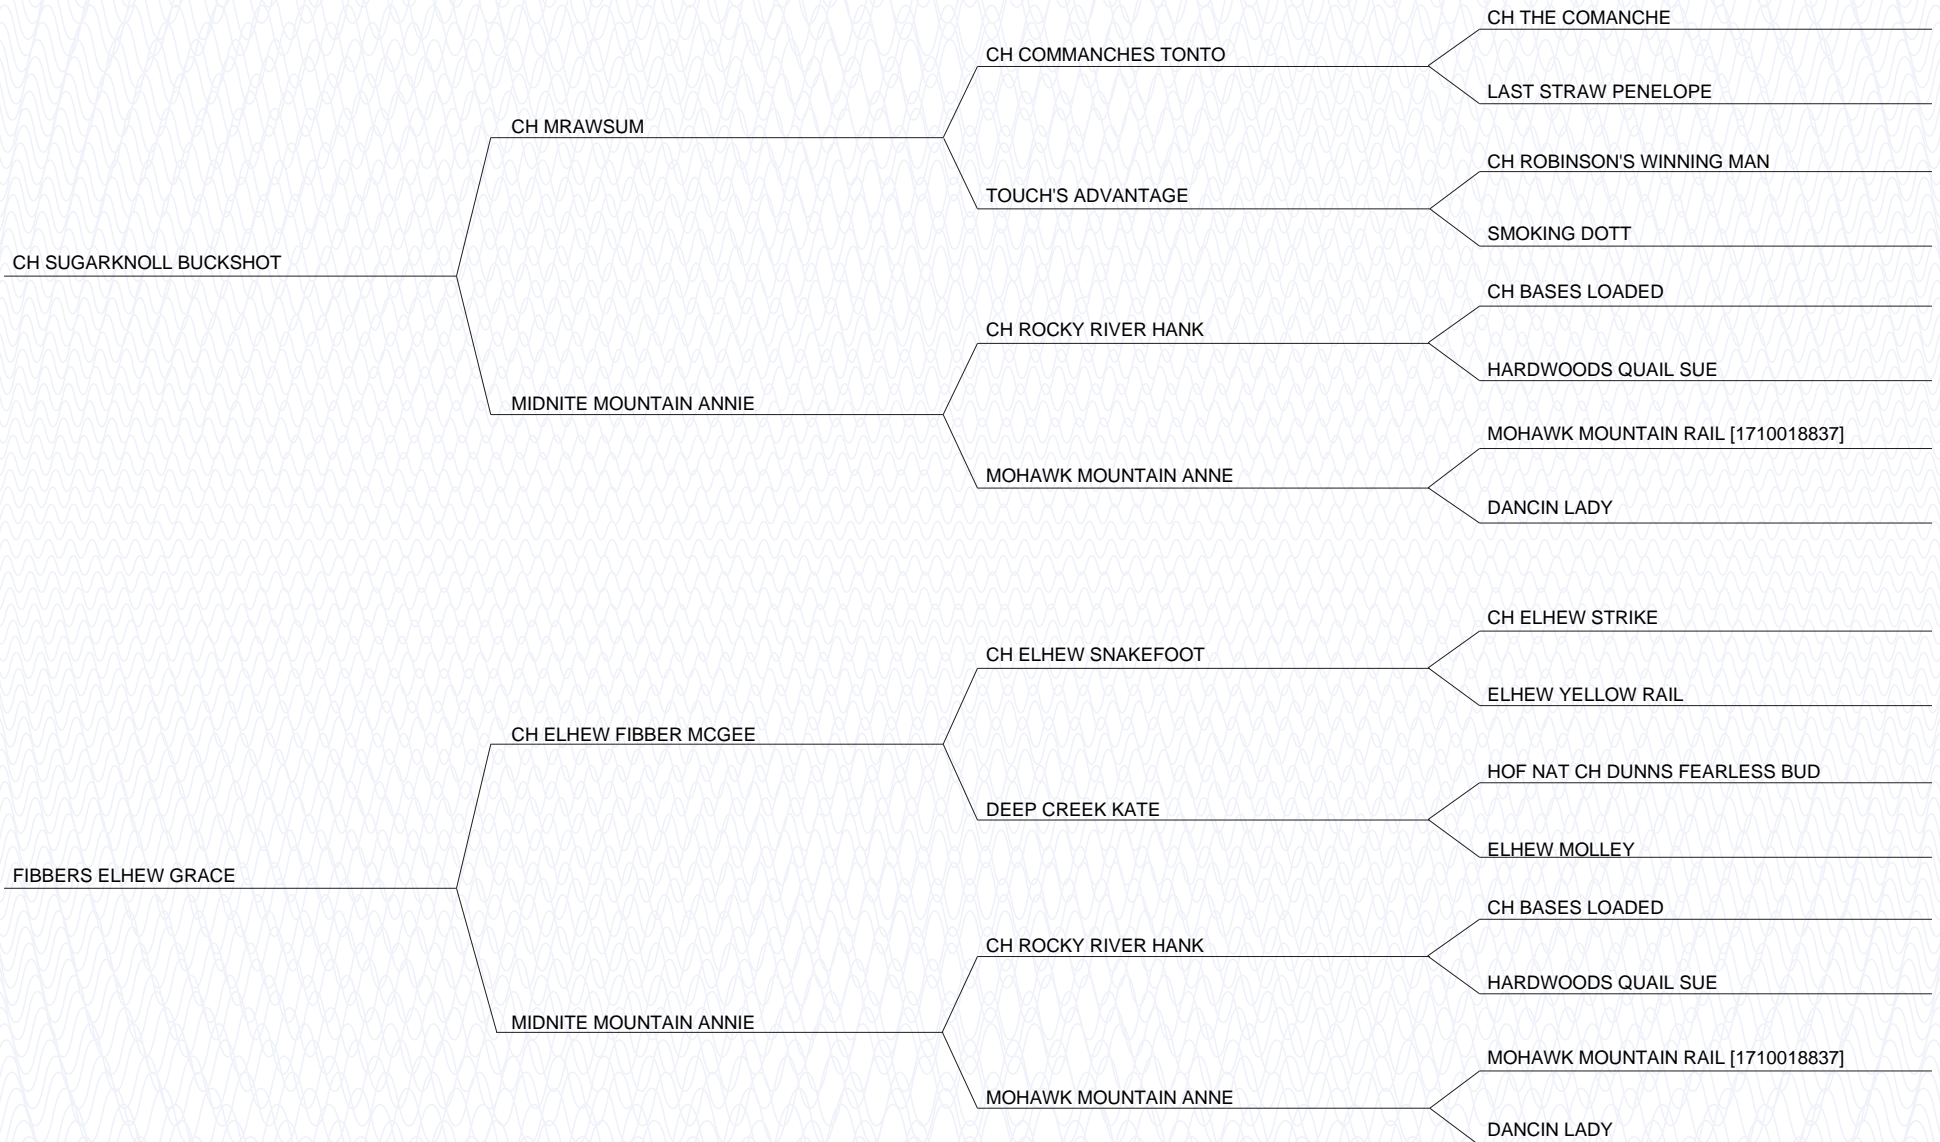 CH THE COMANCHE
CH COMMANCHES TONTO
LAST STRAW PENELOPE
CH MRAWSUM
CH ROBINSON'S WINNING MAN
TOUCH'S ADVANTAGE
SMOKING DOTT
CH SUGARKNOLL BUCKSHOT
CH BASES LOADED
CH ROCKY RIVER HANK
HARDWOODS QUAIL SUE
MIDNITE MOUNTAIN ANNIE
MOHAWK MOUNTAIN RAIL [1710018837]
MOHAWK MOUNTAIN ANNE
DANCIN LADY
CH ELHEW STRIKE
CH ELHEW SNAKEFOOT
ELHEW YELLOW RAIL
CH ELHEW FIBBER MCGEE
HOF NAT CH DUNNS FEARLESS BUD
DEEP CREEK KATE
ELHEW MOLLEY
FIBBERS ELHEW GRACE
CH BASES LOADED
CH ROCKY RIVER HANK
HARDWOODS QUAIL SUE
MIDNITE MOUNTAIN ANNIE
MOHAWK MOUNTAIN RAIL [1710018837]
MOHAWK MOUNTAIN ANNE
DANCIN LADY